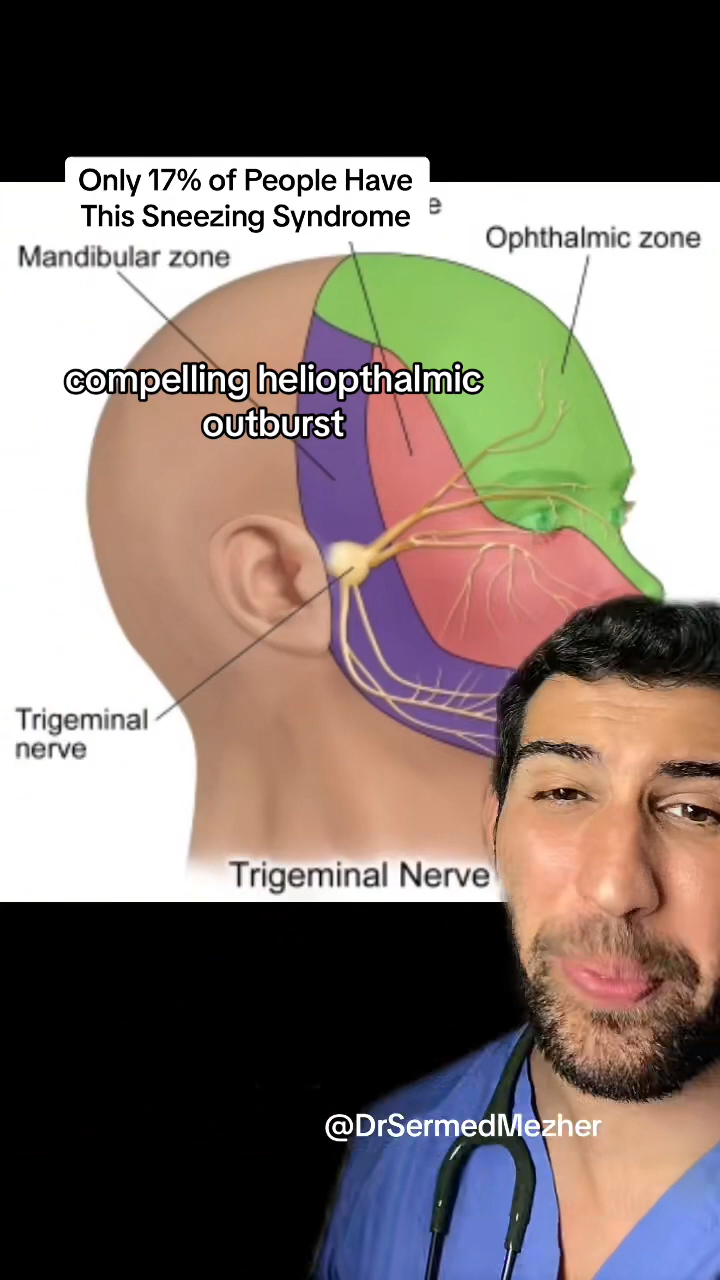 Only 17% of People Have
This Sneezing Syndrome
e
Mandibular zone
Ophthalmic zone
compelling heliopthalmic
outburst
Trigeminal
nerve
Trigeminal Nerve
@DrSermedMezher